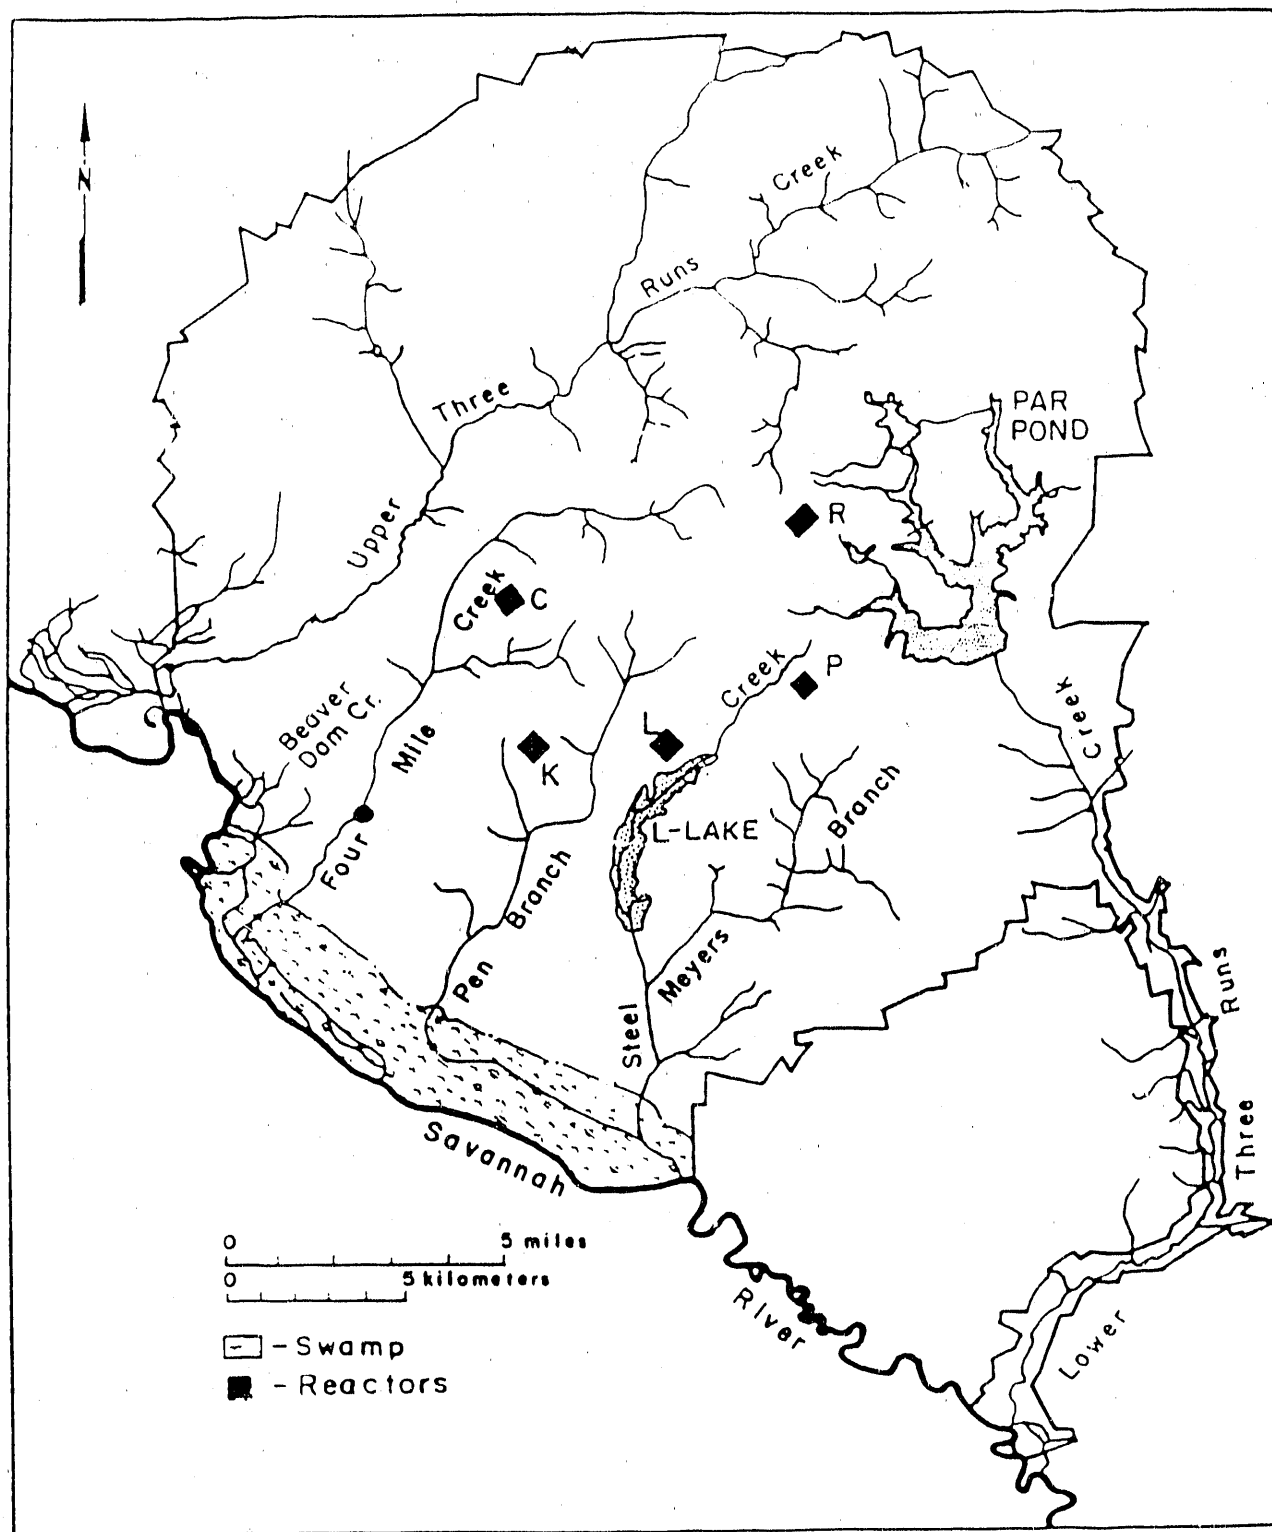 N
Creek
Runs
Three
Upper
PAR
POND
R
Creek
C
Creek
P
Creek
Beaver
Dam Cr.
Mile
Four
K
L
L-LAKE
Branch
Branch
Pen
Meyers
Steel
Runs
Three
Lower
Savannah
River
0 5 miles
0 5 kilometers
- Swamp
- Reactors